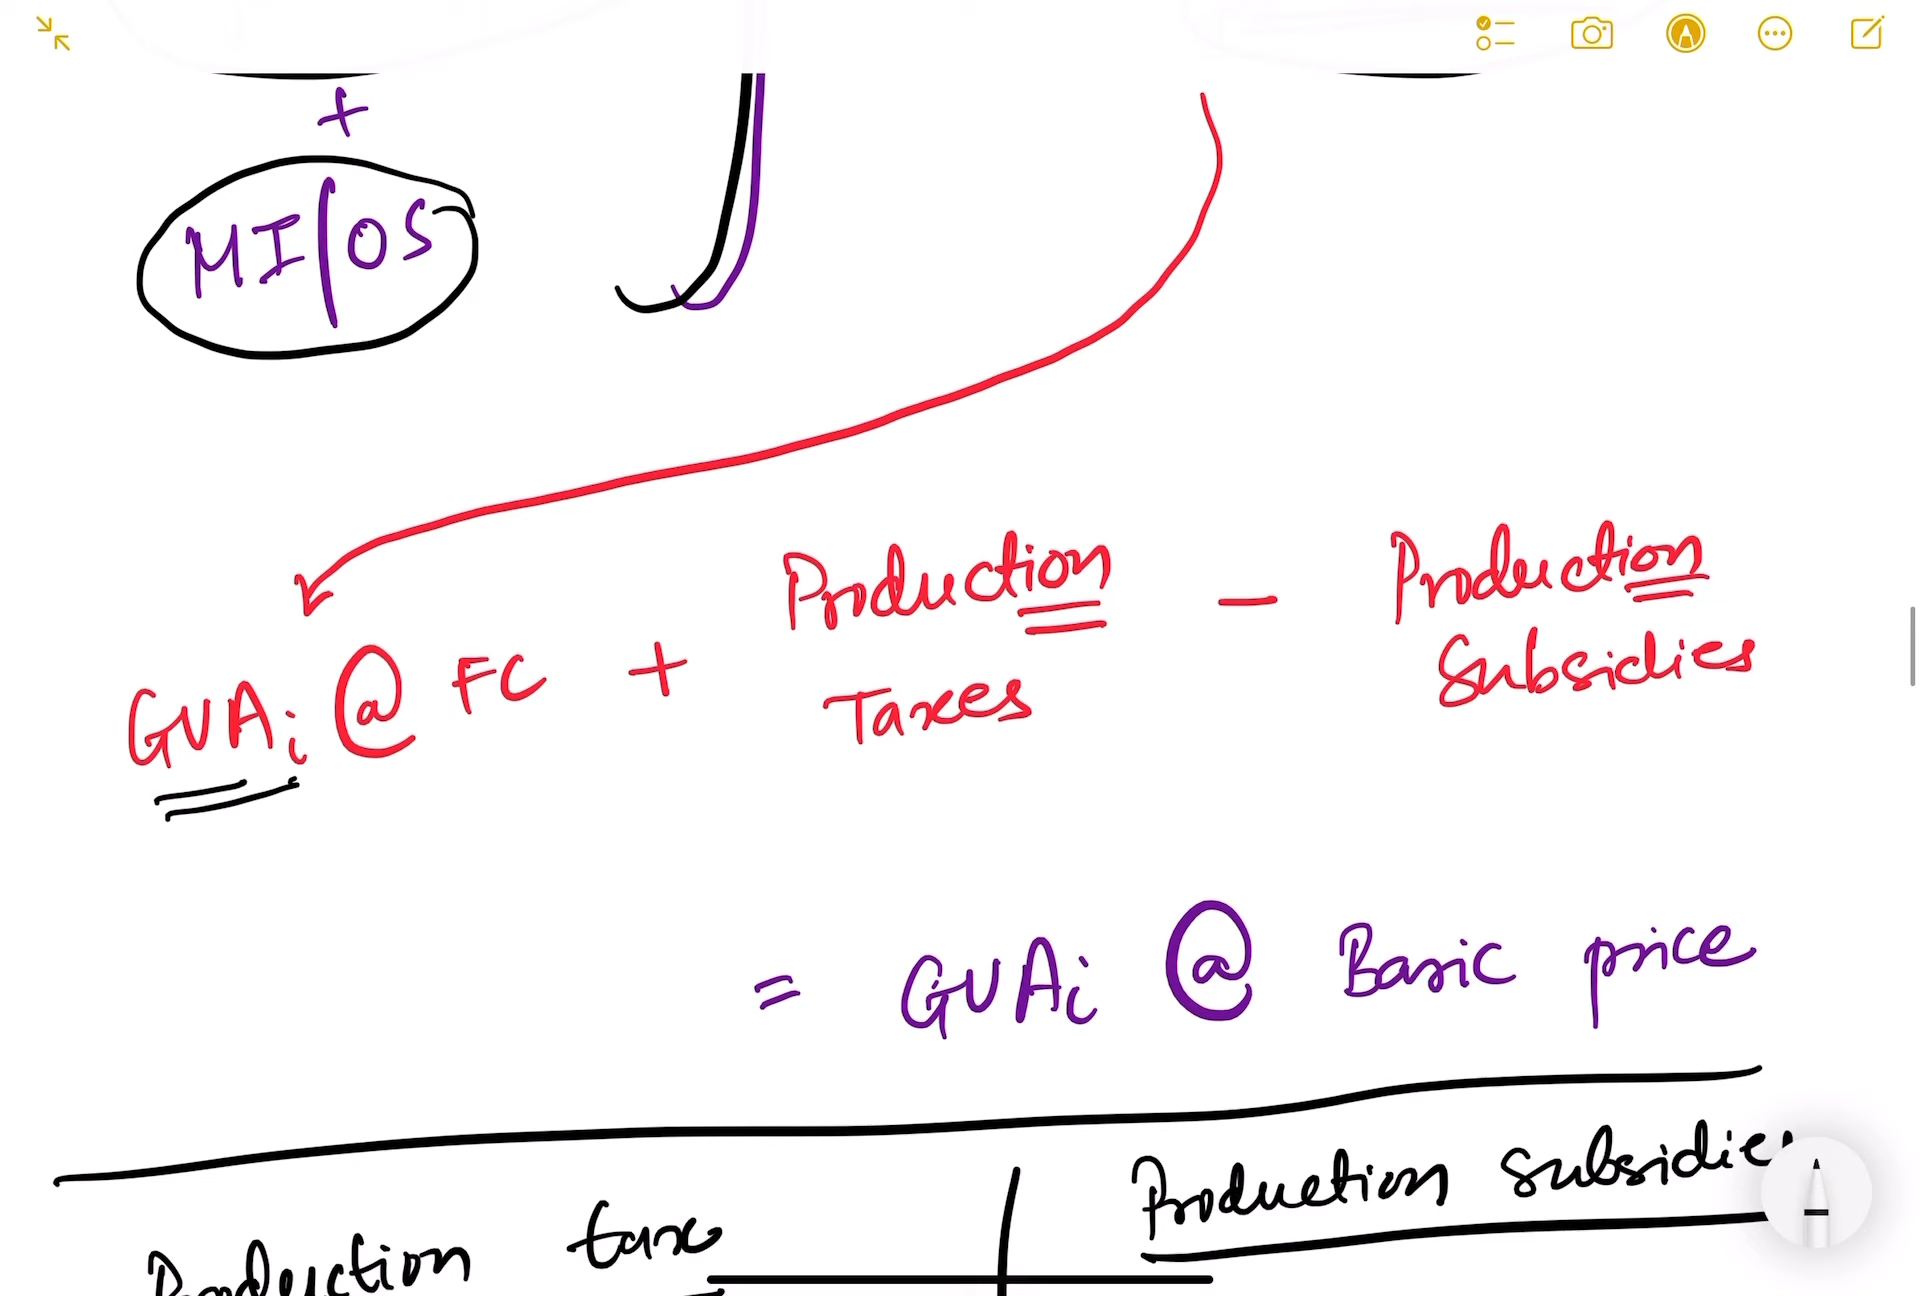 +
MI/OS
GVAi @ FC + Production Taxes - Production Subsidies
= GVAi @ Basic price
Production tax
Production subsidies